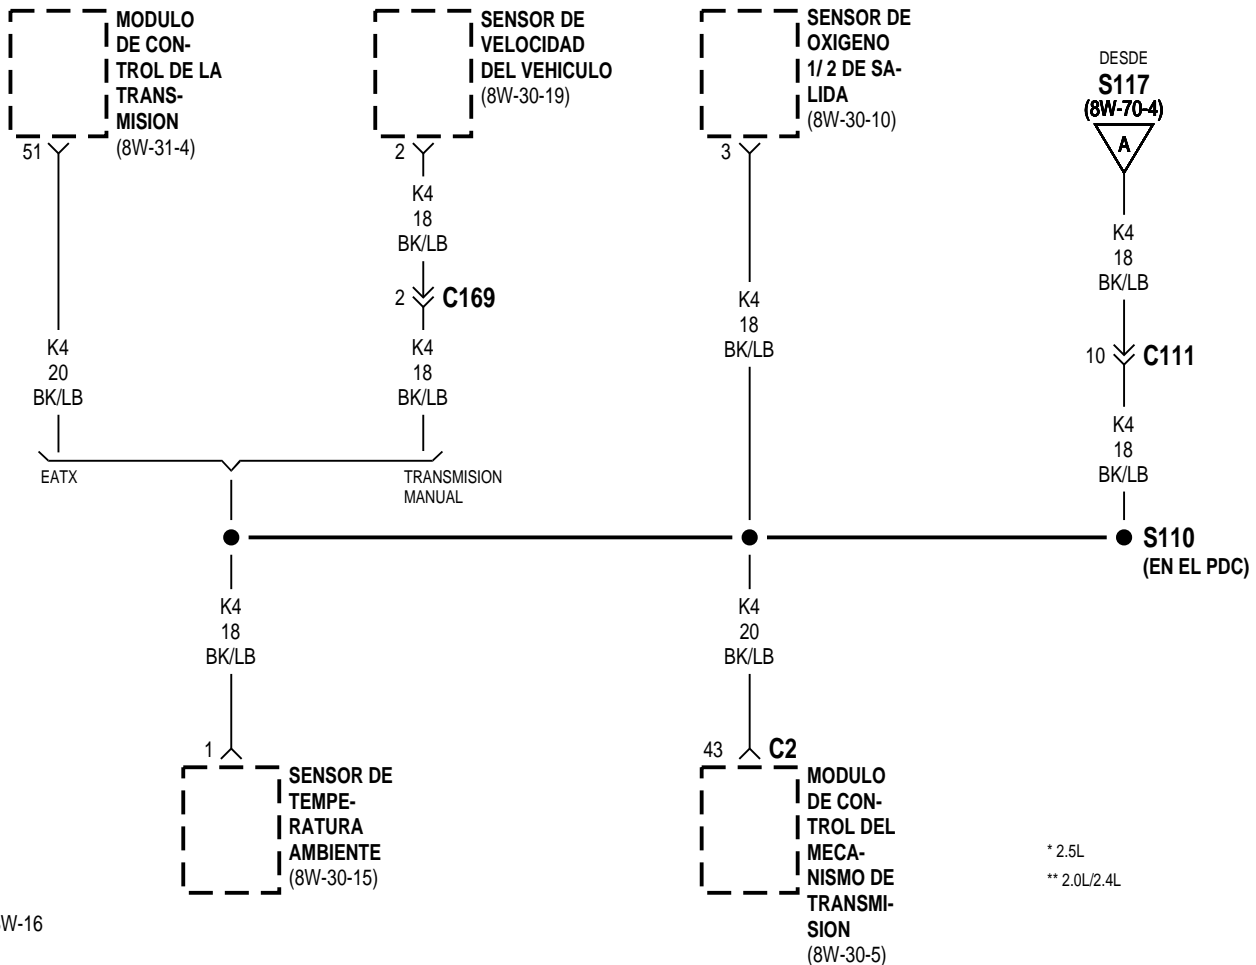 MODULO
DE CON-
TROL DE LA
TRANS-
MISION
(8W-31-4)
51
SENSOR DE
VELOCIDAD
DEL VEHICULO
(8W-30-19)
2
SENSOR DE
OXIGENO
1/ 2 DE SA-
LIDA
(8W-30-10)
3
DESDE
S117
(8W-70-4)
A
K4
18
BK/LB
2 C169
K4
18
BK/LB
K4
20
BK/LB
EATX
TRANSMISION
MANUAL
K4
18
BK/LB
K4
18
BK/LB
10 C111
K4
18
BK/LB
S110
(EN EL PDC)
K4
18
BK/LB
1
SENSOR DE
TEMPE-
RATURA
AMBIENTE
(8W-30-15)
K4
20
BK/LB
43 C2
MODULO
DE CON-
TROL DEL
MECA-
NISMO DE
TRANSMI-
SION
(8W-30-5)
* 2.5L
** 2.0L/2.4L
W-16